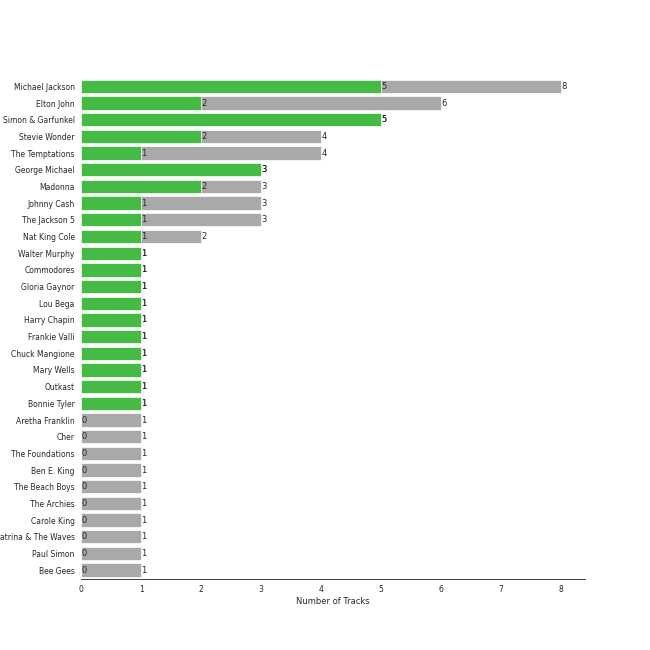 Michael Jackson 5 8
Elton John 2 6
Simon & Garfunkel 5
Stevie Wonder 2 4
The Temptations 1 4
George Michael 3
Madonna 2 3
Johnny Cash 1 3
The Jackson 5 1 3
Nat King Cole 1 2
Walter Murphy 1
Commodores 1
Gloria Gaynor 1
Lou Bega 1
Harry Chapin 1
Frankie Valli 1
Chuck Mangione 1
Mary Wells 1
Outkast 1
Bonnie Tyler 1
Aretha Franklin 0 1
Cher 0 1
The Foundations 0 1
Ben E. King 0 1
The Beach Boys 0 1
The Archies 0 1
Carole King 0 1
atrina & The Waves 0 1
Paul Simon 0 1
Bee Gees 0 1
0 1 2 3 4 5 6 7 8
Number of Tracks